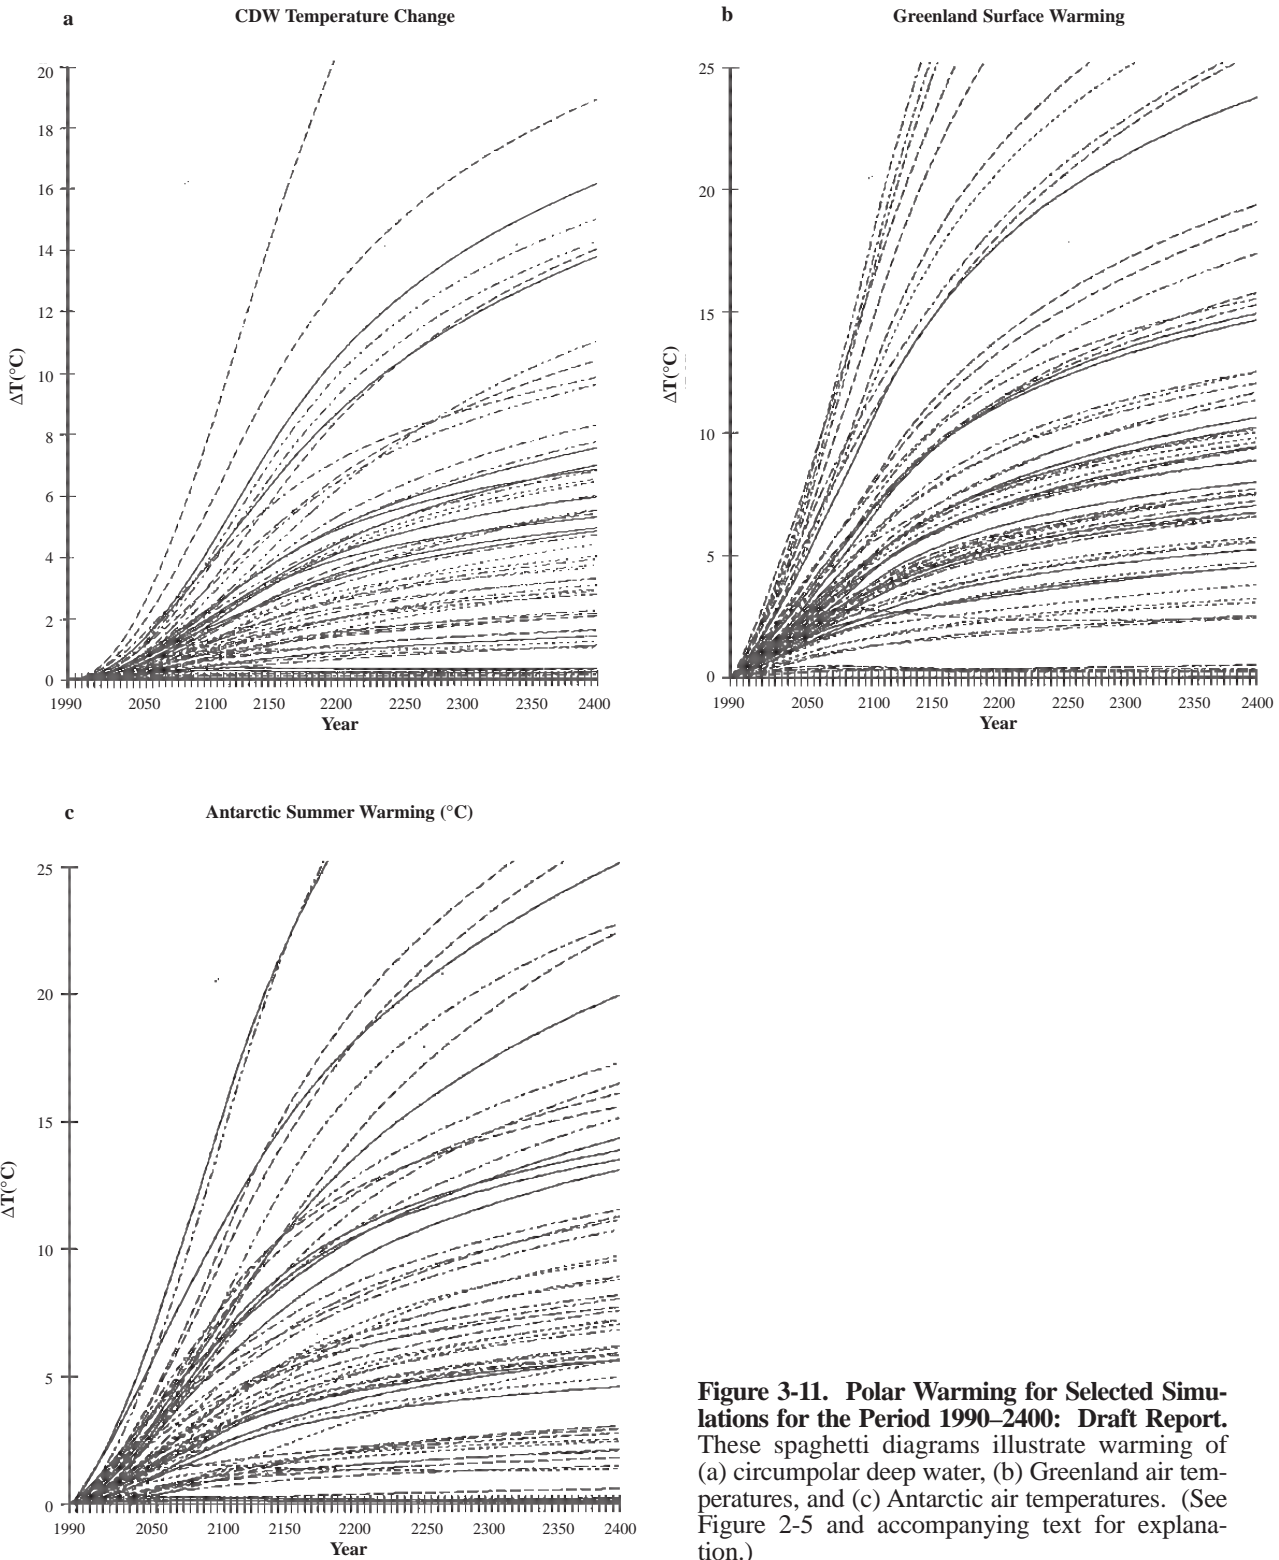 a
CDW Temperature Change
20
18
16
14
12
10
8
6
4
2
0
ΔT(°C)
1990 2050 2100 2150 2200 2250 2300 2350 2400
Year
b
Greenland Surface Warming
25
20
15
10
5
0
ΔT(°C)
1990 2050 2100 2150 2200 2250 2300 2350 2400
Year
c
Antarctic Summer Warming (°C)
25
20
15
10
5
0
ΔT(°C)
1990 2050 2100 2150 2200 2250 2300 2350 2400
Year
Figure 3-11. Polar Warming for Selected Simu-
lations for the Period 1990–2400: Draft Report.
These spaghetti diagrams illustrate warming of
(a) circumpolar deep water, (b) Greenland air tem-
peratures, and (c) Antarctic air temperatures. (See
Figure 2-5 and accompanying text for explana-
tion.)